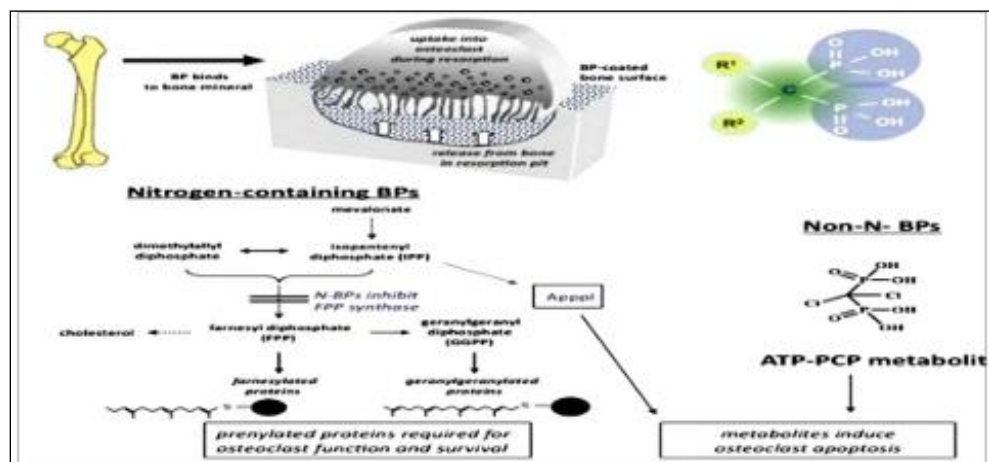 uptake into
osteoclast
during resorption
BP binds
to bone mineral
BP-coated
bone surface
release from bone
in resorption pit
R¹
R²
C
O
P
OH
OH
P
OH
OH
O
Nitrogen-containing BPs
mevalonate
dimethylallyl
diphosphate
isopentenyl
diphosphate (IPP)
N-BPs inhibit
FPP synthase
ApppI
cholesterol
farnesyl diphosphate
(FPP)
geranylgeranyl
diphosphate
(GGPP)
farnesylated
proteins
geranylgeranylated
proteins
S
S
prenylated proteins required for
osteoclast function and survival
Non-N- BPs
O
P
OH
OH
Cl
Cl
O
P
OH
OH
ATP-PCP metabolit
metabolites induce
osteoclast apoptosis